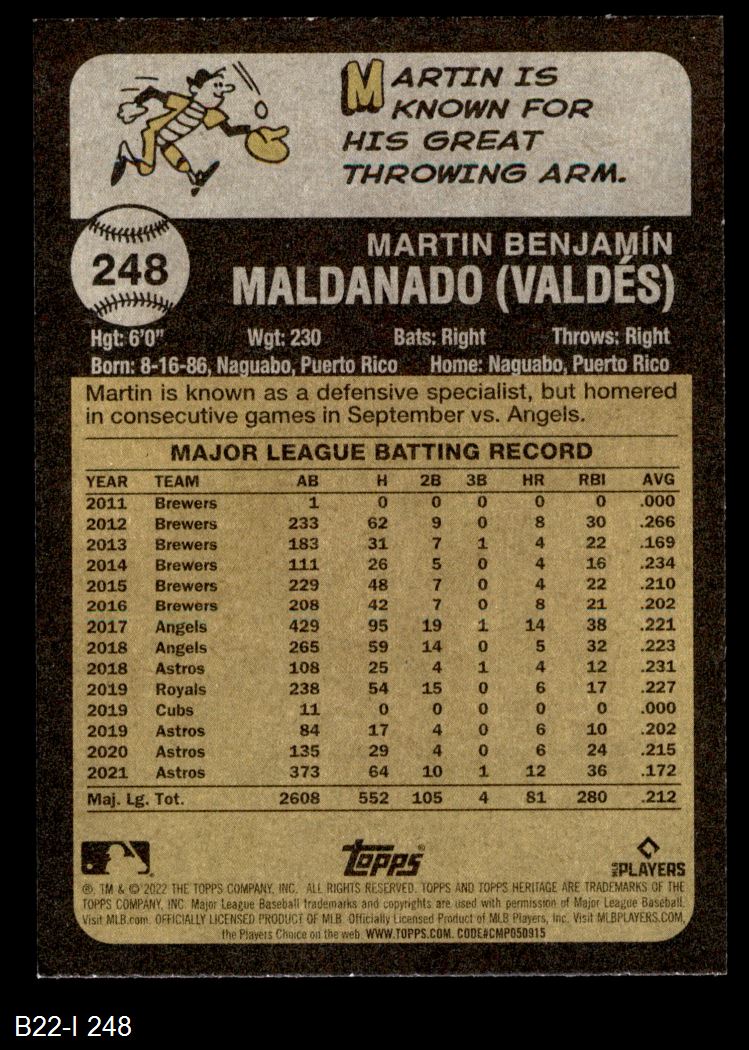 MARTIN IS
KNOWN FOR
HIS GREAT
THROWING ARM.
248
MARTIN BENJAMÍN
MALDANADO (VALDÉS)
Hgt: 6'0" Wgt: 230 Bats: Right Throws: Right
Born: 8-16-86, Naguabo, Puerto Rico Home: Naguabo, Puerto Rico
Martin is known as a defensive specialist, but homered
in consecutive games in September vs. Angels.
MAJOR LEAGUE BATTING RECORD
YEAR TEAM AB H 2B 3B HR RBI AVG
2011 Brewers 1 0 0 0 0 0 .000
2012 Brewers 233 62 9 0 8 30 .266
2013 Brewers 183 31 7 1 4 22 .169
2014 Brewers 111 26 5 0 4 16 .234
2015 Brewers 229 48 7 0 4 22 .210
2016 Brewers 208 42 7 0 8 21 .202
2017 Angels 429 95 19 1 14 38 .221
2018 Angels 265 59 14 0 5 32 .223
2018 Astros 108 25 4 1 4 12 .231
2019 Royals 238 54 15 0 6 17 .227
2019 Cubs 11 0 0 0 0 0 .000
2019 Astros 84 17 4 0 6 10 .202
2020 Astros 135 29 4 0 6 24 .215
2021 Astros 373 64 10 1 12 36 .172
Maj. Lg. Tot. 2608 552 105 4 81 280 .212
Topps
MLB PLAYERS
®, TM & © 2022 THE TOPPS COMPANY, INC. ALL RIGHTS RESERVED. TOPPS AND TOPPS HERITAGE ARE TRADEMARKS OF THE
TOPPS COMPANY, INC. Major League Baseball trademarks and copyrights are used with permission of Major League Baseball.
Visit MLB.com. OFFICIALLY LICENSED PRODUCT OF MLB. Officially Licensed Product of MLB Players, Inc. Visit MLBPLAYERS.COM,
the Players Choice on the web. WWW.TOPPS.COM. CODE#CMP050915
B22-I 248